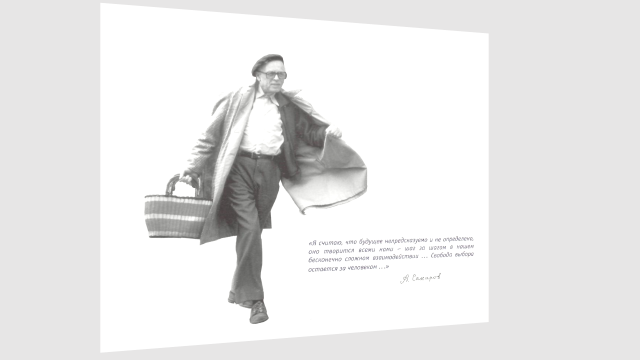 «Я считаю, что будущее непредсказуемо и не определено,
оно творится всеми нами – шаг за шагом в нашем
бесконечно сложном взаимодействии ... Свобода выбора
остается за человеком ...»
А. Сахаров